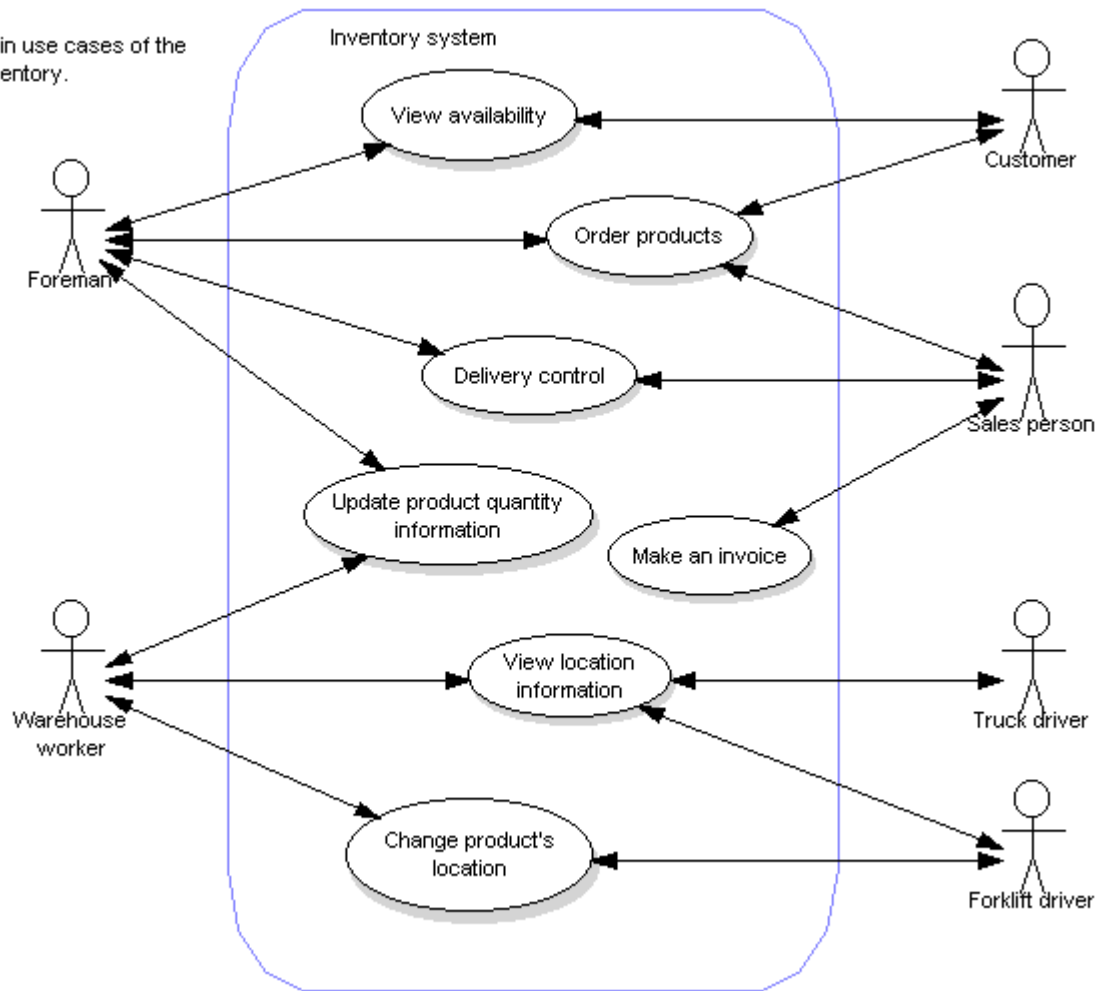 in use cases of the
entory.
Inventory system
View availability
Customer
Order products
Foreman
Delivery control
Sales person
Update product quantity
information
Make an invoice
View location
information
Warehouse
worker
Truck driver
Change product's
location
Forklift driver